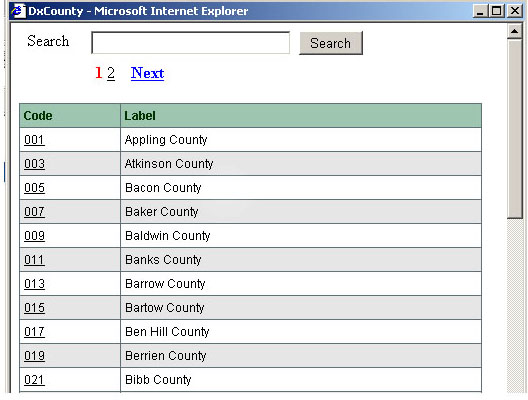 DxCounty - Microsoft Internet Explorer
Search Search
1 2 Next
Code Label
001 Appling County
003 Atkinson County
005 Bacon County
007 Baker County
009 Baldwin County
011 Banks County
013 Barrow County
015 Bartow County
017 Ben Hill County
019 Berrien County
021 Bibb County